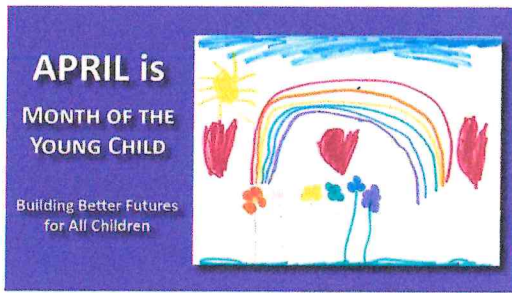 APRIL is
MONTH OF THE
YOUNG CHILD
Building Better Futures
for All Children